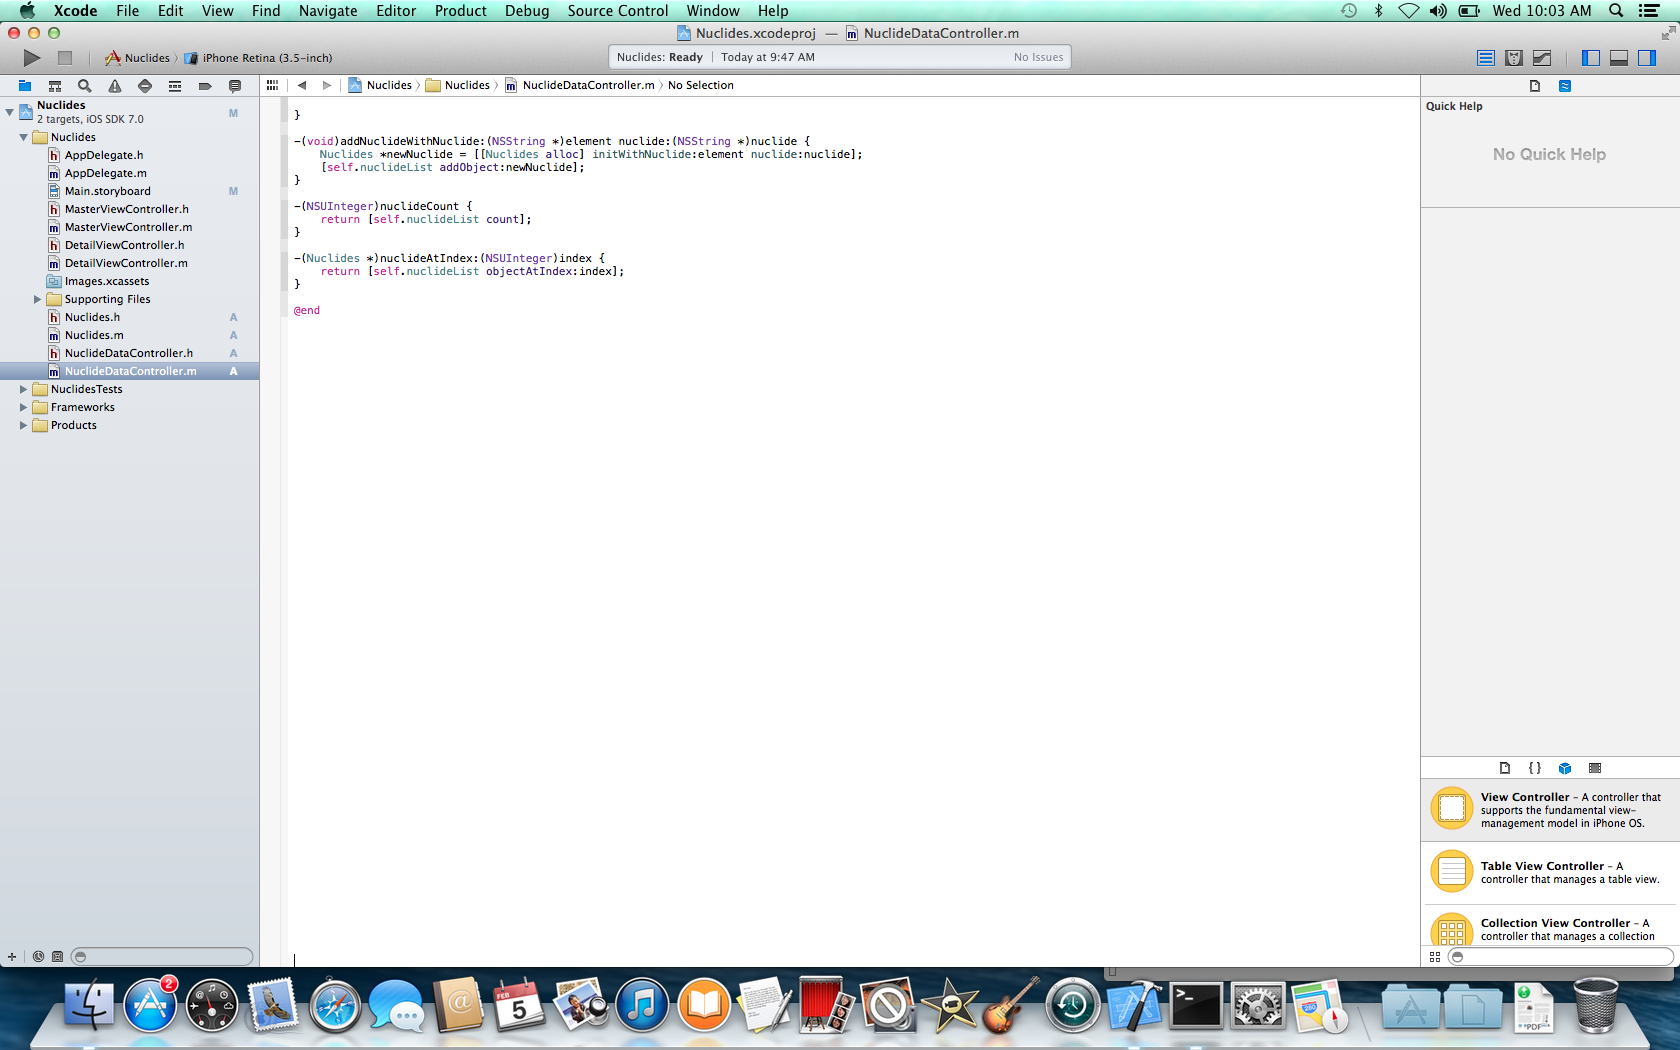 Xcode File Edit View Find Navigate Editor Product Debug Source Control Window Help Wed 10:03 AM
Nuclides.xcodeproj — NuclideDataController.m
Nuclides iPhone Retina (3.5-inch) Nuclides: Ready Today at 9:47 AM No Issues
Nuclides Nuclides NuclideDataController.m No Selection
Nuclides
2 targets, iOS SDK 7.0
M
Nuclides
AppDelegate.h
AppDelegate.m
Main.storyboard M
MasterViewController.h
MasterViewController.m
DetailViewController.h
DetailViewController.m
Images.xcassets
Supporting Files
Nuclides.h A
Nuclides.m A
NuclideDataController.h A
NuclideDataController.m A
NuclidesTests
Frameworks
Products
}
-(void)addNuclideWithNuclide:(NSString *)element nuclide:(NSString *)nuclide {
Nuclides *newNuclide = [[Nuclides alloc] initWithNuclide:element nuclide:nuclide];
[self.nuclideList addObject:newNuclide];
}
-(NSUInteger)nuclideCount {
return [self.nuclideList count];
}
-(Nuclides *)nuclideAtIndex:(NSUInteger)index {
return [self.nuclideList objectAtIndex:index];
}
@end
Quick Help
No Quick Help
{ }
View Controller - A controller that
supports the fundamental view-
management model in iPhone OS.
Table View Controller - A
controller that manages a table view.
Collection View Controller - A
controller that manages a collection
2
FEB
5
PDF